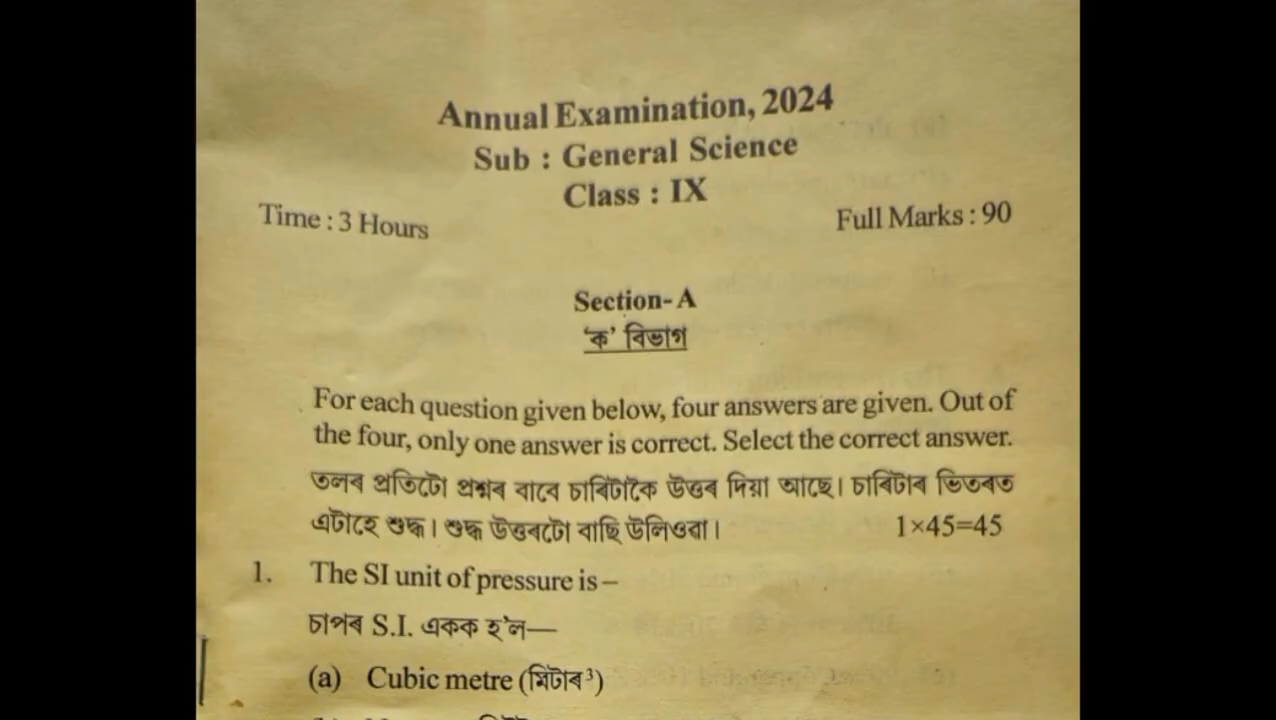 Annual Examination, 2024
Sub : General Science
Class : IX
Time : 3 Hours
Full Marks : 90
Section- A
‘ক’ বিভাগ
For each question given below, four answers are given. Out of
the four, only one answer is correct. Select the correct answer.
তলৰ প্ৰতিটো প্ৰশ্নৰ বাবে চাৰিটাকৈ উত্তৰ দিয়া আছে। চাৰিটাৰ ভিতৰত
এটাহে শুদ্ধ। শুদ্ধ উত্তৰটো বাছি উলিওৱা। 1×45=45
1. The SI unit of pressure is –
চাপৰ S.I. একক হ’ল—
(a) Cubic metre (মিটাৰ³)